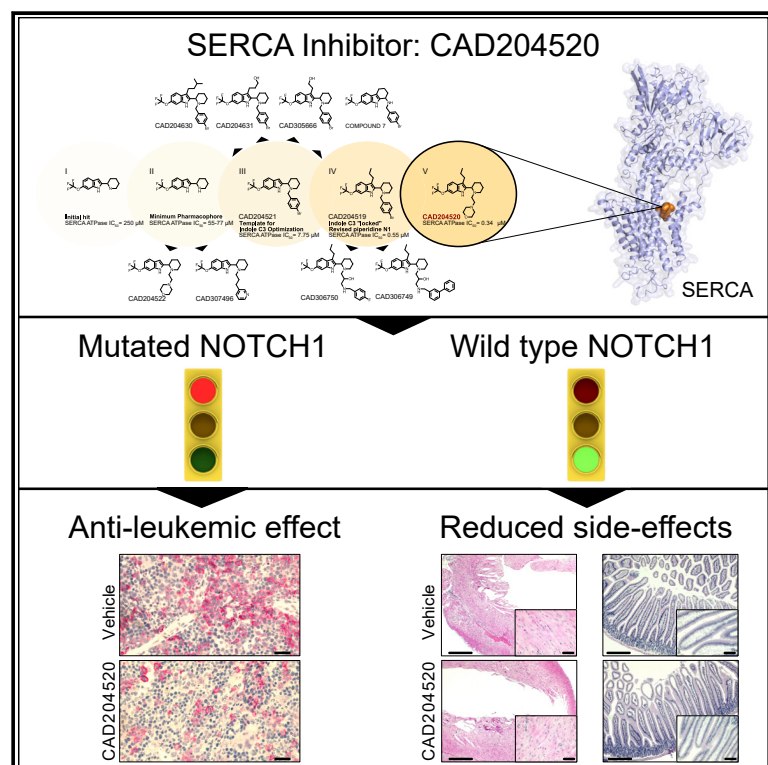 SERCA Inhibitor: CAD204520
CAD204630
CAD204631
CAD305666
COMPOUND 7
I
Initial hit
SERCA ATPase IC50= 250 µM
II
Minimum Pharmacophore
SERCA ATPase IC50= 55-77 µM
III
CAD204521
Template for
Indole C3 Optimization
SERCA ATPase IC50= 7.75 µM
IV
CAD204519
Indole C3 "locked"
Revised piperidine N1
SERCA ATPase IC50= 0.55 µM
V
CAD204520
SERCA ATPase IC50= 0.34 µM
CAD204522
CAD307496
CAD306750
CAD306749
SERCA
Mutated NOTCH1
Wild type NOTCH1
Anti-leukemic effect
Reduced side-effects
Vehicle
CAD204520
Vehicle
CAD204520